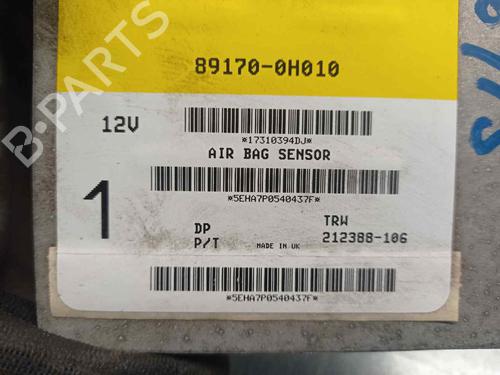 89170-0H010
12V
*17310394DJ*
AIR BAG SENSOR
*5EHA7P0540437F*
1
DP
P/T
MADE IN UK
TRW
212388-106
*5EHA7P0540437F*
B-PARTS